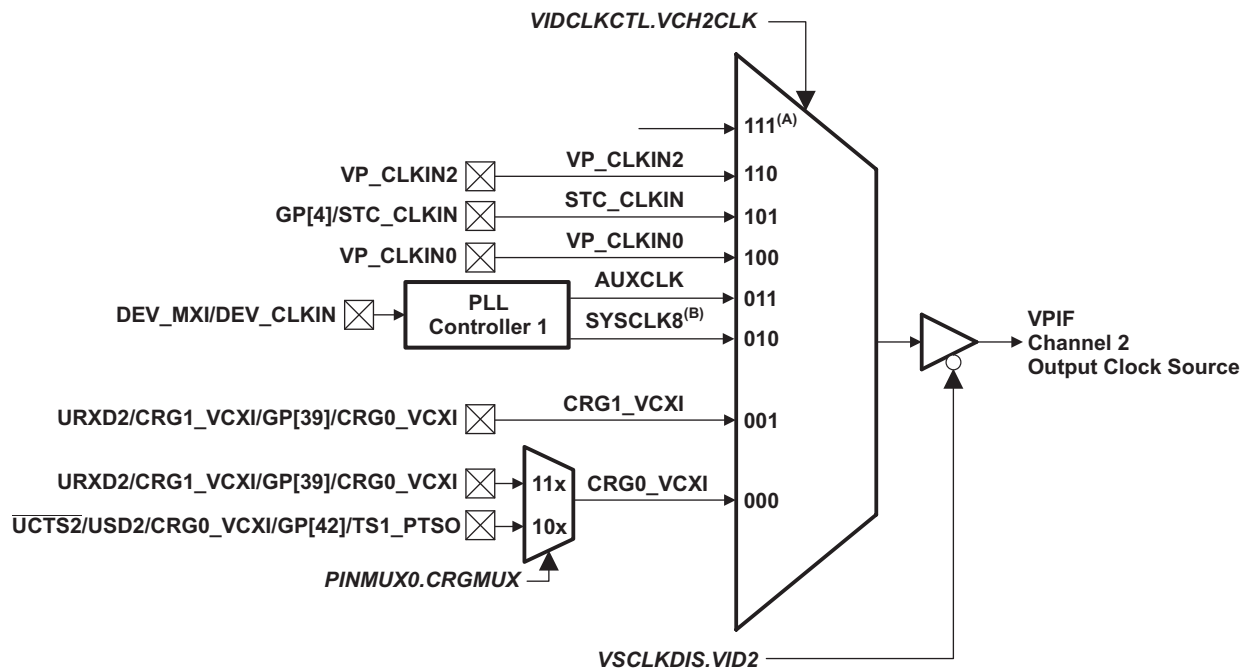 VIDCLKCTL.VCH2CLK
111(A)
VP_CLKIN2
VP_CLKIN2
110
GP[4]/STC_CLKIN
STC_CLKIN
101
VP_CLKIN0
VP_CLKIN0
100
AUXCLK
011
DEV_MXI/DEV_CLKIN
PLL
Controller 1
SYSCLK8(B)
010
VPIF
Channel 2
Output Clock Source
URXD2/CRG1_VCXI/GP[39]/CRG0_VCXI
CRG1_VCXI
001
URXD2/CRG1_VCXI/GP[39]/CRG0_VCXI
11x
CRG0_VCXI
000
UCTS2/USD2/CRG0_VCXI/GP[42]/TS1_PTSO
10x
PINMUX0.CRGMUX
VSCLKDIS.VID2